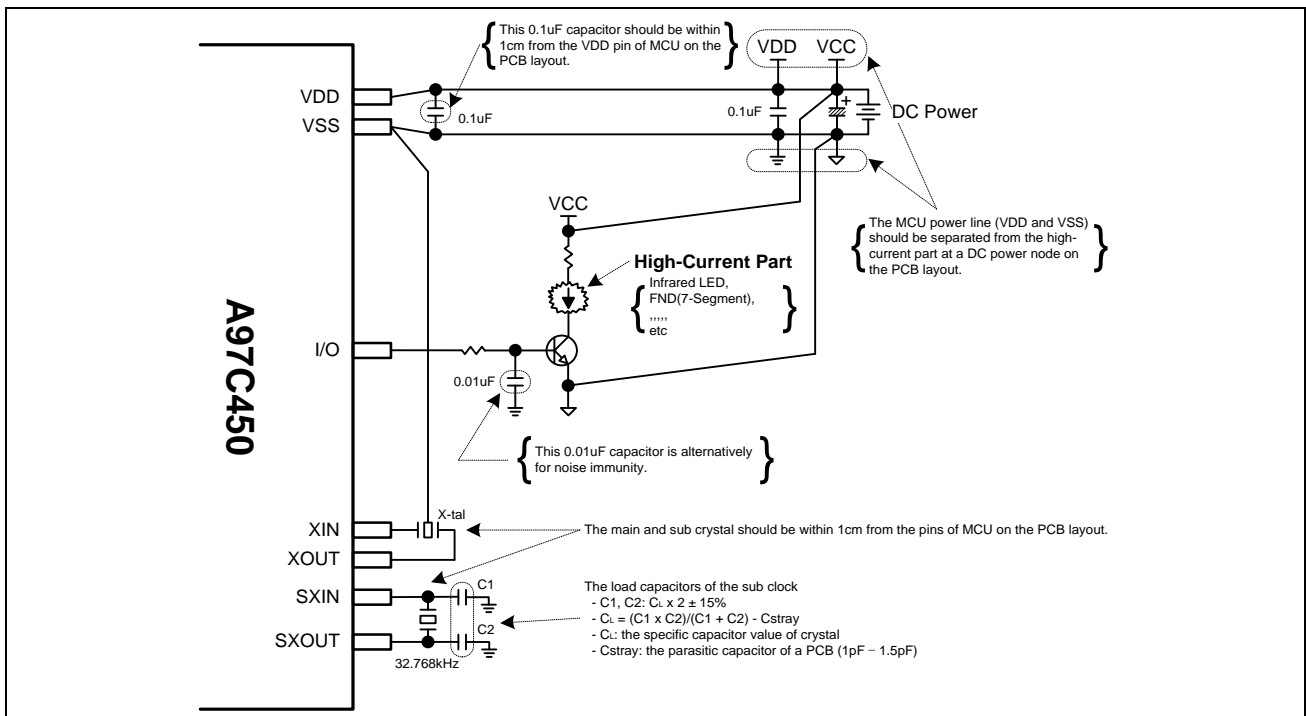 This 0.1uF capacitor should be within
1cm from the VDD pin of MCU on the
PCB layout.
VDD VCC
VDD
0.1uF
0.1uF
+
DC Power
VSS
VCC
The MCU power line (VDD and VSS)
should be separated from the high-
current part at a DC power node on
the PCB layout.
High-Current Part
Infrared LED,
FND(7-Segment),
,,,,,
etc
A97C450
I/O
0.01uF
This 0.01uF capacitor is alternatively
for noise immunity.
X-tal
XIN
The main and sub crystal should be within 1cm from the pins of MCU on the PCB layout.
XOUT
SXIN
C1
The load capacitors of the sub clock
- C1, C2: CL x 2 ± 15%
- CL = (C1 x C2)/(C1 + C2) - Cstray
- CL: the specific capacitor value of crystal
- Cstray: the parasitic capacitor of a PCB (1pF – 1.5pF)
C2
SXOUT
32.768kHz